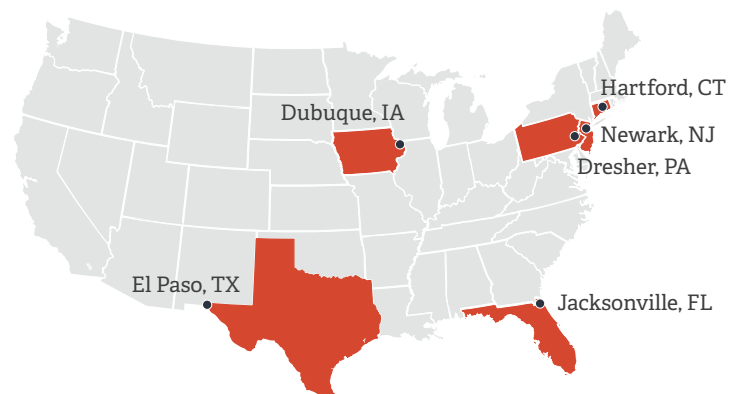 Hartford, CT
Dubuque, IA
Newark, NJ
Dresher, PA
El Paso, TX
Jacksonville, FL